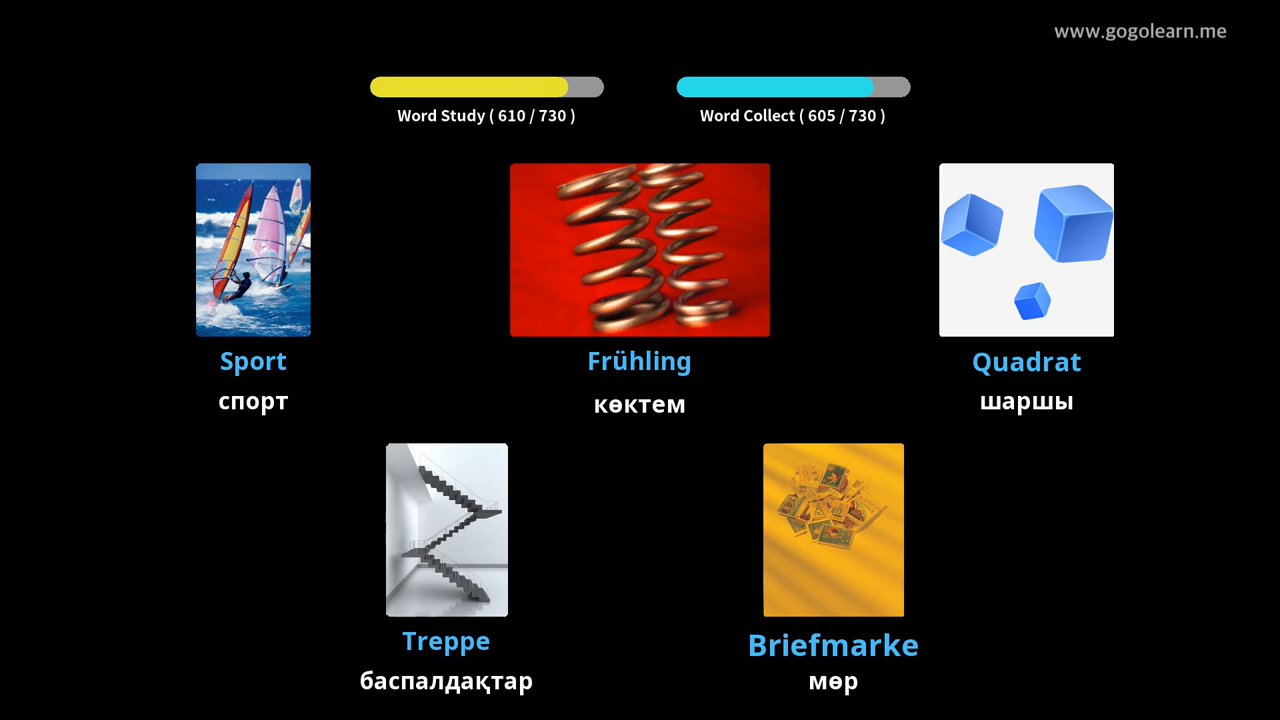 www.gogolearn.me
Word Study ( 610 / 730 )
Word Collect ( 605 / 730 )
Sport
спорт
Frühling
көктем
Quadrat
шаршы
Treppe
баспалдақтар
Briefmarke
мөр